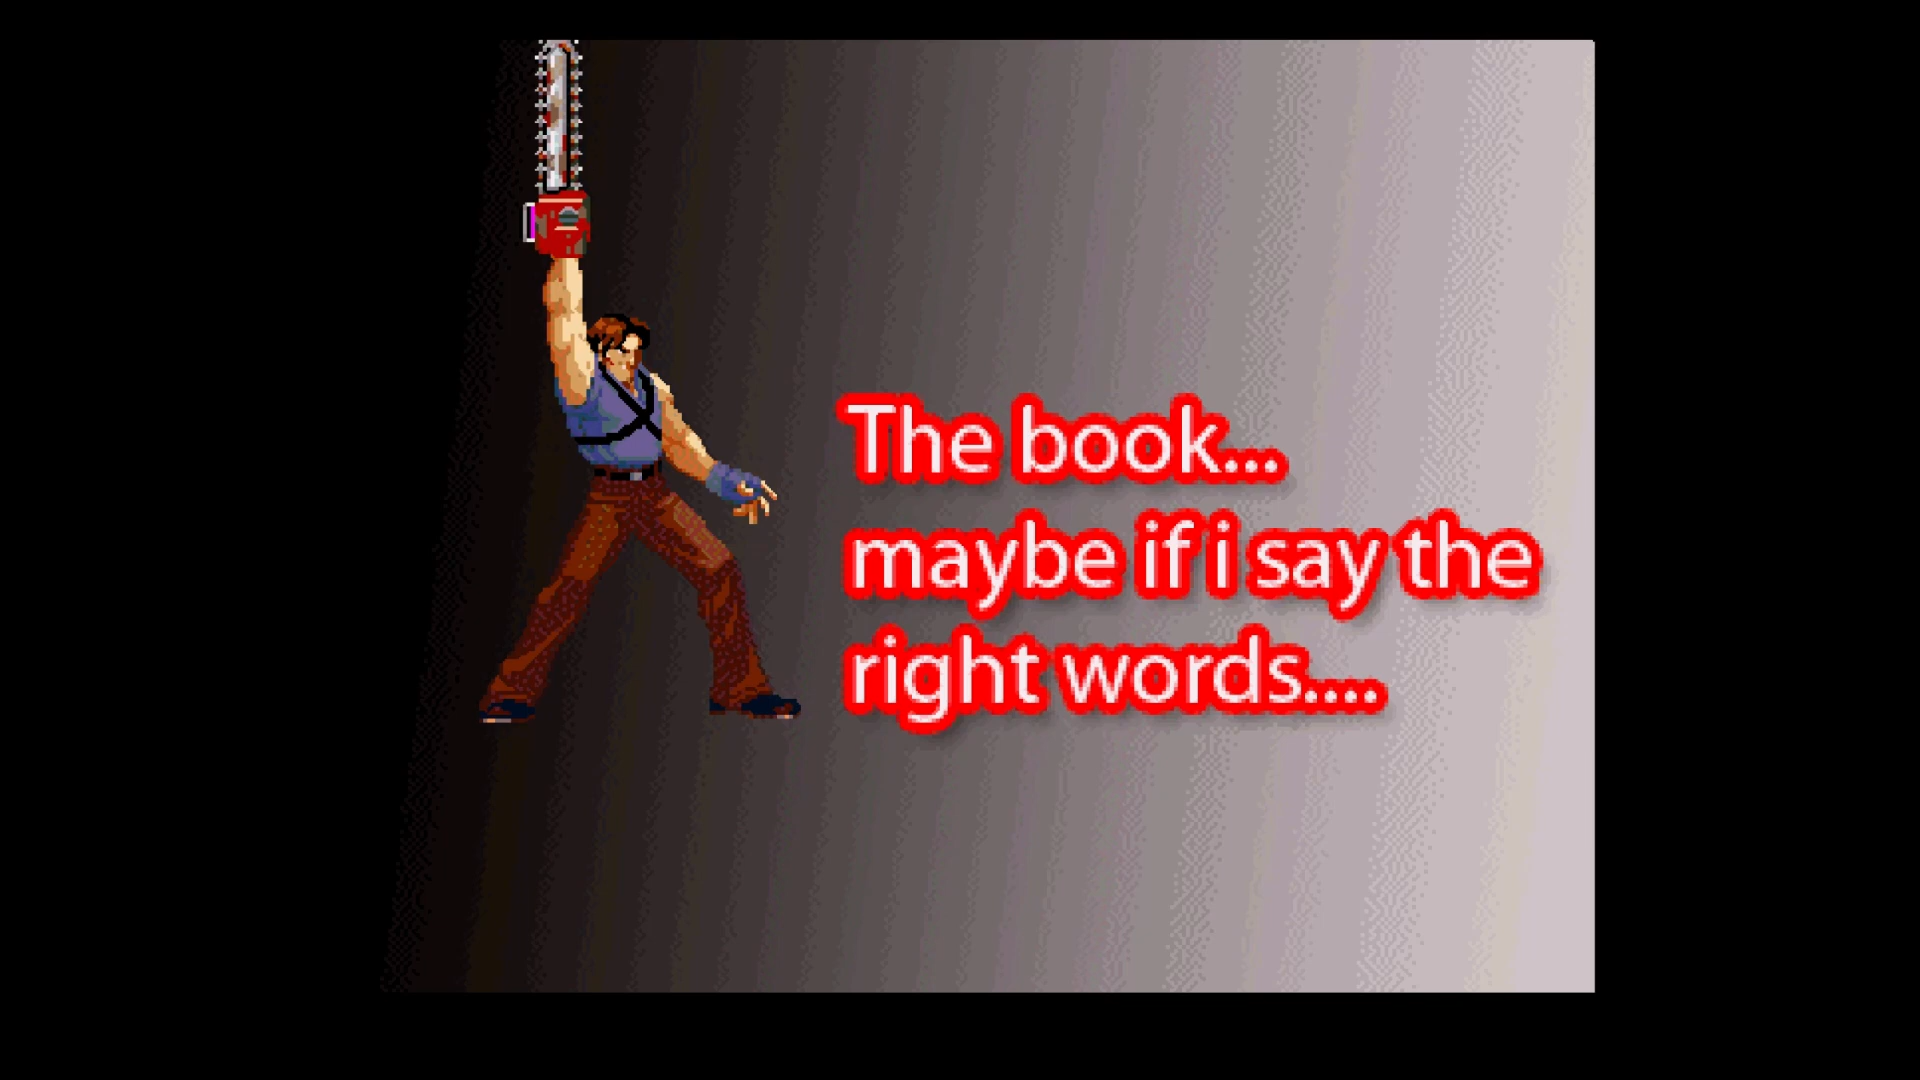 The book...
maybe if i say the
right words....